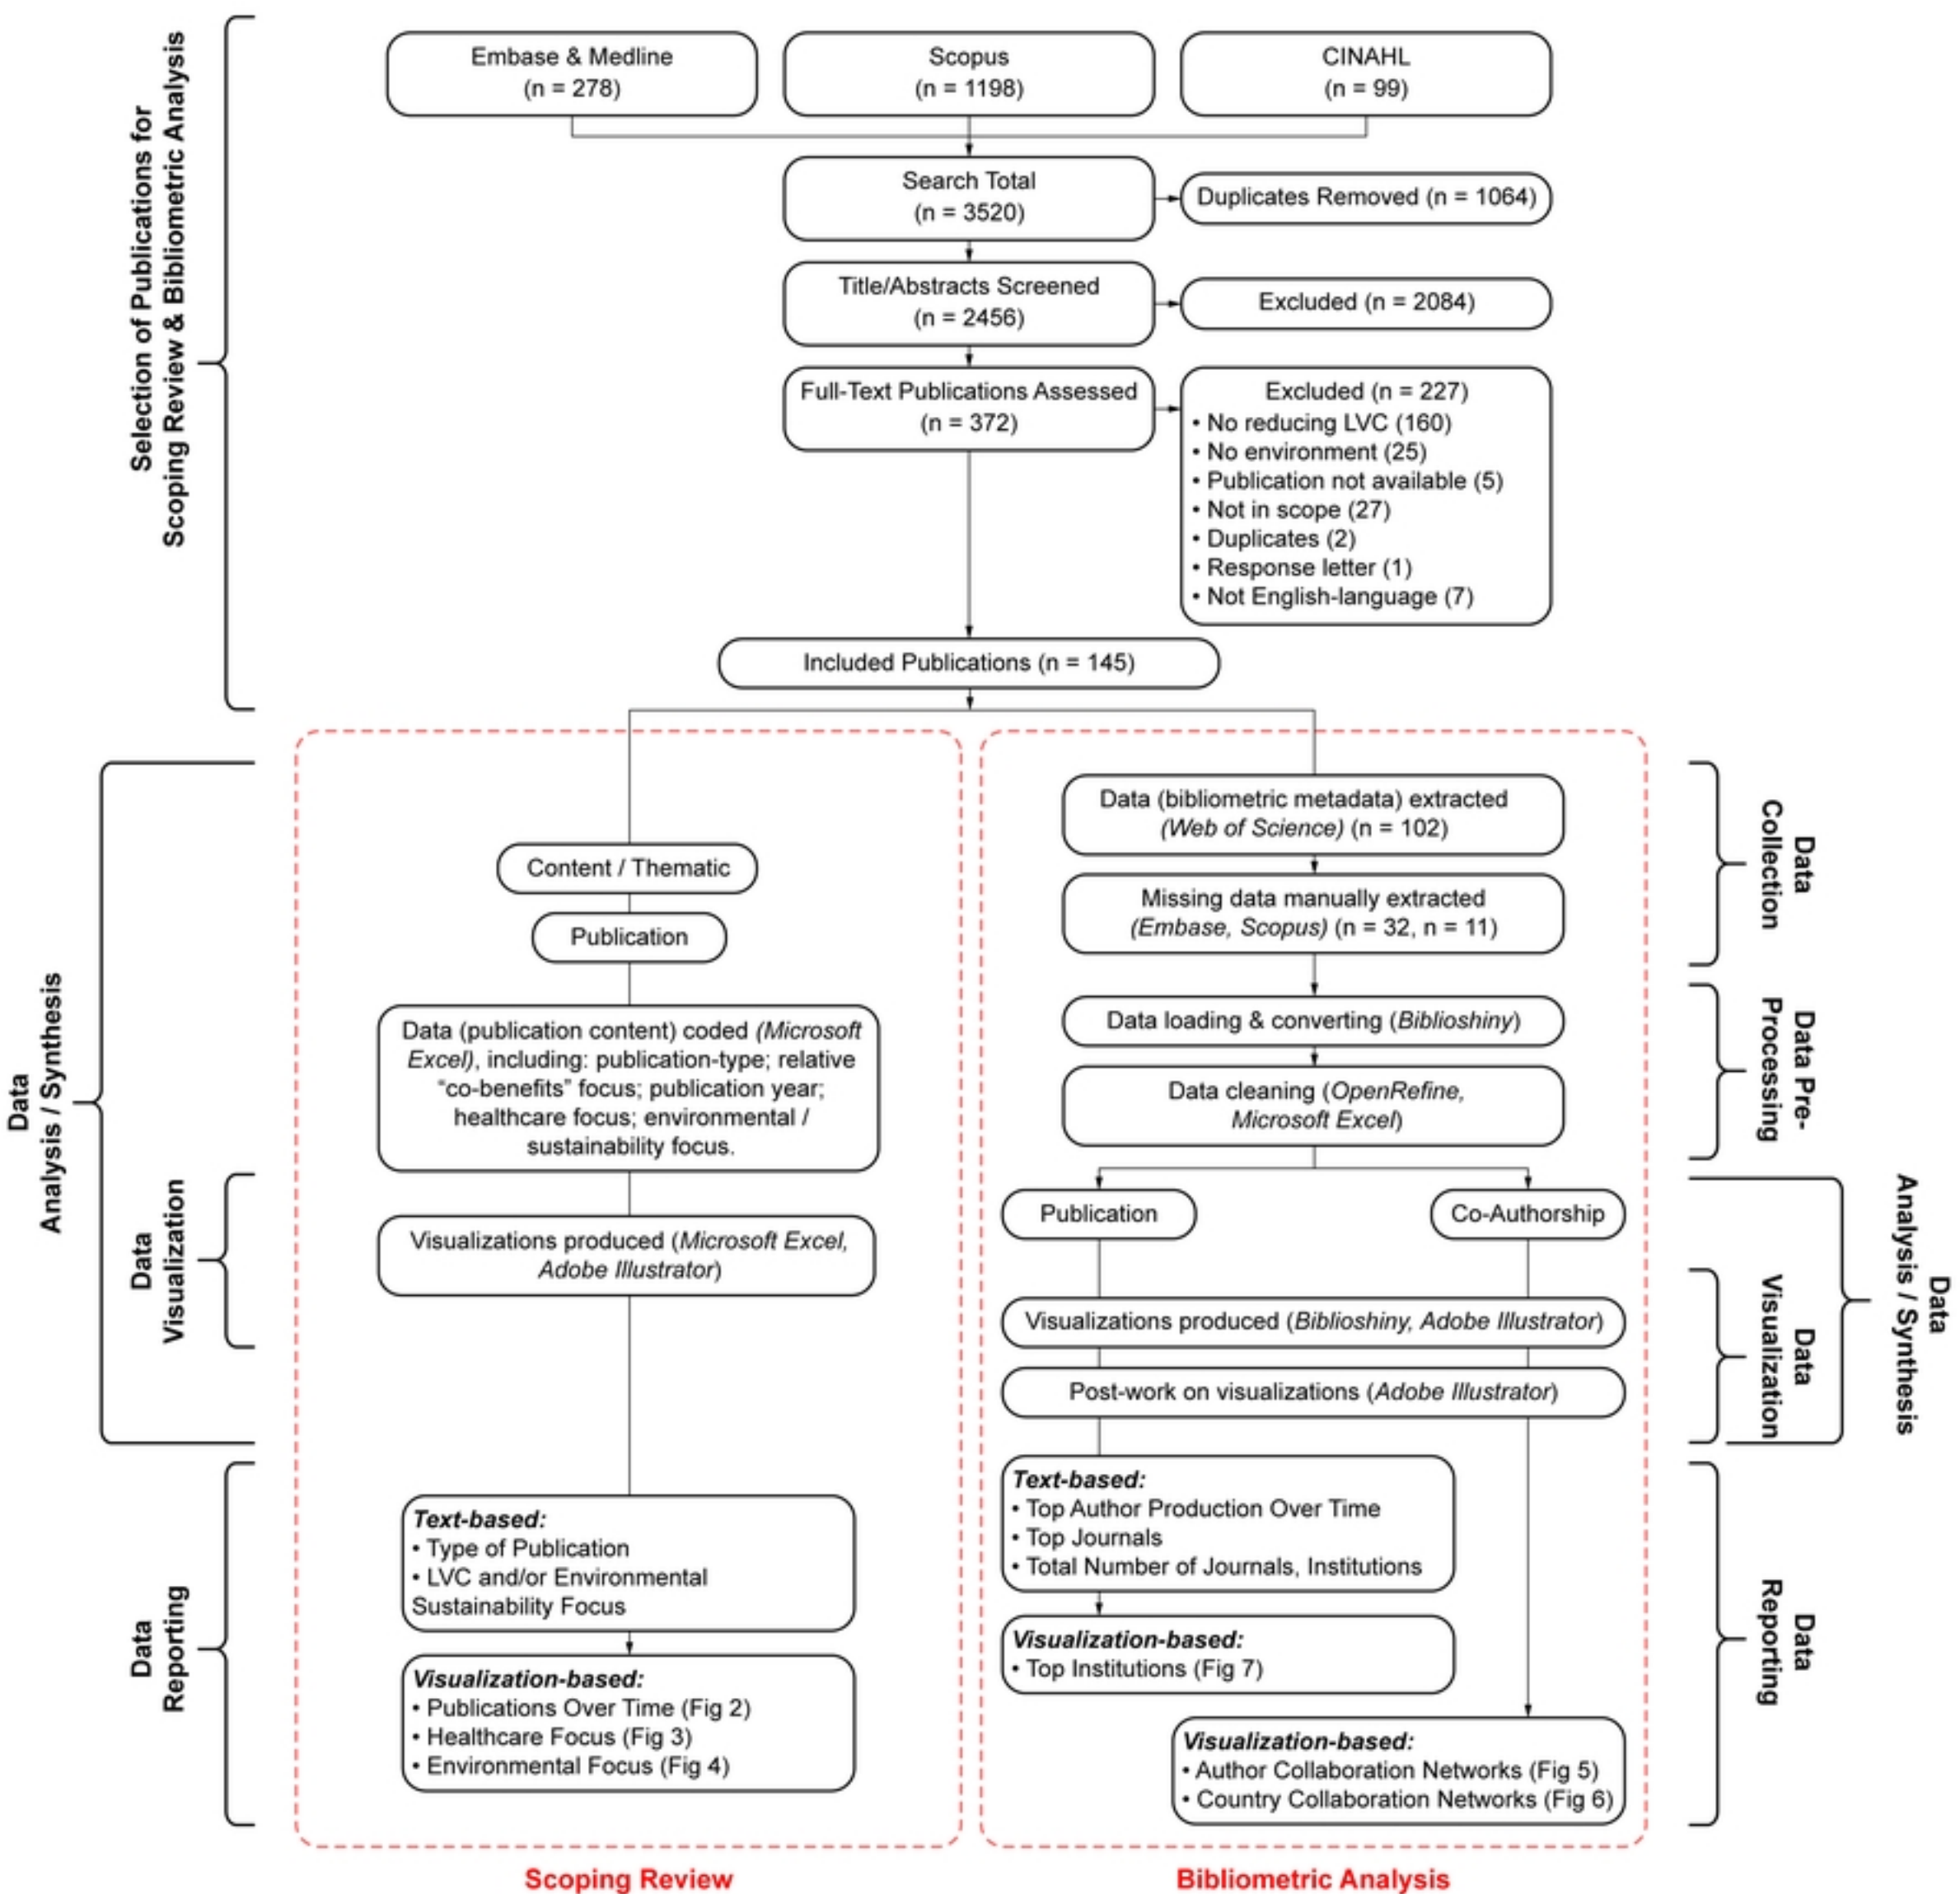 Selection of Publications for
Scoping Review & Bibliometric Analysis
Embase & Medline
(n = 278)
Scopus
(n = 1198)
CINAHL
(n = 99)
Search Total
(n = 3520)
Duplicates Removed (n = 1064)
Title/Abstracts Screened
(n = 2456)
Excluded (n = 2084)
Full-Text Publications Assessed
(n = 372)
Excluded (n = 227)
• No reducing LVC (160)
• No environment (25)
• Publication not available (5)
• Not in scope (27)
• Duplicates (2)
• Response letter (1)
• Not English-language (7)
Included Publications (n = 145)
Data
Analysis / Synthesis
Data
Visualization
Data
Reporting
Content / Thematic
Publication
Data (publication content) coded (Microsoft
Excel), including: publication-type; relative
“co-benefits” focus; publication year;
healthcare focus; environmental /
sustainability focus.
Visualizations produced (Microsoft Excel,
Adobe Illustrator)
Text-based:
• Type of Publication
• LVC and/or Environmental
Sustainability Focus
Visualization-based:
• Publications Over Time (Fig 2)
• Healthcare Focus (Fig 3)
• Environmental Focus (Fig 4)
Scoping Review
Data (bibliometric metadata) extracted
(Web of Science) (n = 102)
Missing data manually extracted
(Embase, Scopus) (n = 32, n = 11)
Data loading & converting (Biblioshiny)
Data cleaning (OpenRefine,
Microsoft Excel)
Publication
Co-Authorship
Visualizations produced (Biblioshiny, Adobe Illustrator)
Post-work on visualizations (Adobe Illustrator)
Text-based:
• Top Author Production Over Time
• Top Journals
• Total Number of Journals, Institutions
Visualization-based:
• Top Institutions (Fig 7)
Visualization-based:
• Author Collaboration Networks (Fig 5)
• Country Collaboration Networks (Fig 6)
Bibliometric Analysis
Data
Collection
Data Pre-
Processing
Data
Visualization
Data
Analysis / Synthesis
Data
Reporting